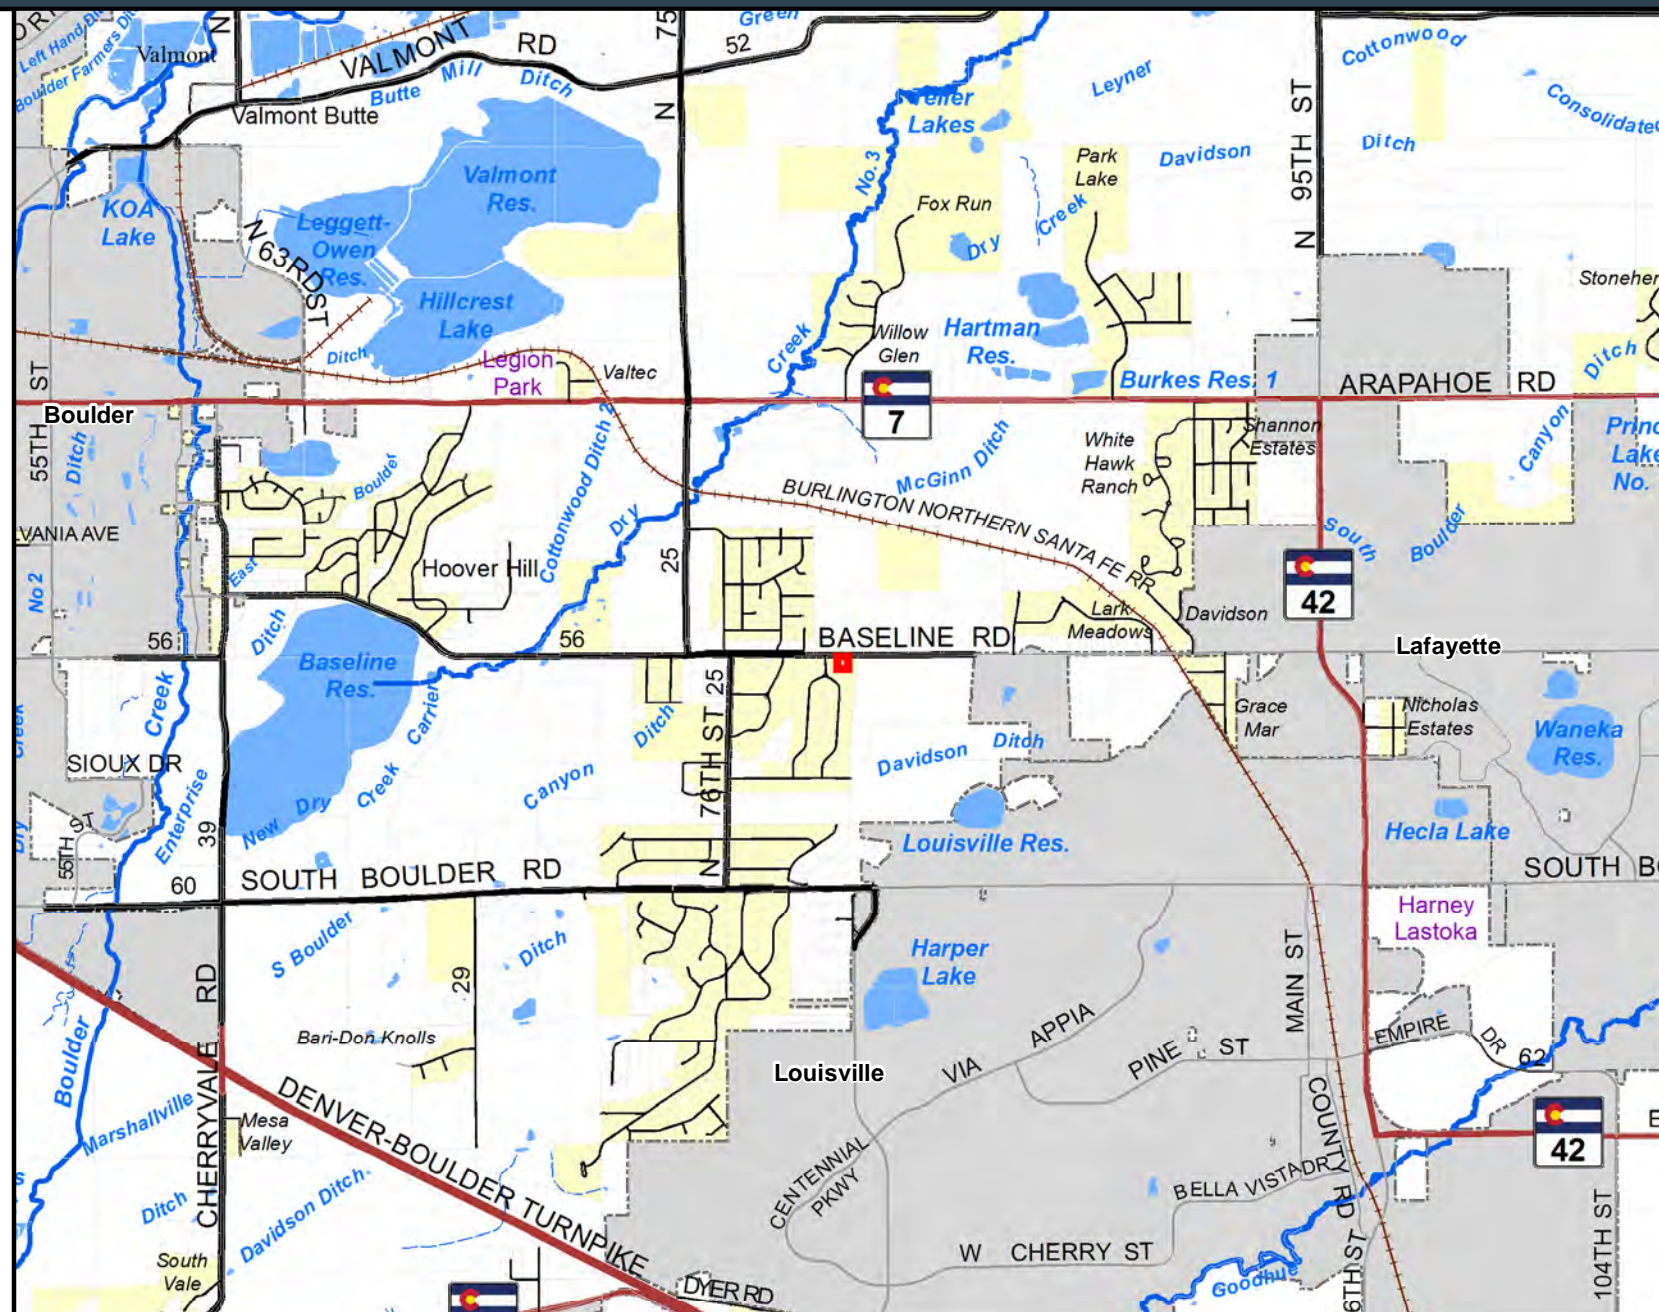 Left Hand Ditch
Boulder Farmers Ditch
Valmont
N
VALMONT RD
Butte Mill Ditch
Valmont Butte
N 75
52
Green
Teller
Lakes
Leyner
Cottonwood
Consolidated
Ditch
N 95TH ST
KOA
Lake
Valmont
Res.
Leggett-
Owen
Res.
N 63RD ST
Hillcrest
Lake
Ditch
No. 3
Fox Run
Dry
Creek
Park
Lake
Davidson
Creek
Willow
Glen
Hartman
Res.
Burkes Res. 1
Legion
Park
Valtec
ARAPAHOE RD
Ditch
7
55TH ST
Boulder
Ditch
No 2
VANIA AVE
Boulder
East
Ditch
Hoover Hill
Cottonwood Ditch 2
Dry
25
McGinn Ditch
BURLINGTON NORTHERN SANTA FE RR
White
Hawk
Ranch
Shannon
Estates
Canyon
South
Boulder
42
Lark
Meadows
Davidson
Lafayette
56
56
BASELINE RD
Baseline
Res.
Creek
Carrier
Creek
Dry
New
Ditch
Canyon
N 76TH ST 25
Davidson Ditch
Grace
Mar
Nicholas
Estates
Waneka
Res.
Hecla Lake
Louisville Res.
SIOUX DR
Enterprise
55TH ST
39
60
SOUTH BOULDER RD
Harney
Lastoka
S Boulder
Ditch
29
Harper
Lake
MAIN ST
CHERRYVALE RD
Boulder
Bari-Don Knolls
VIA APPIA
PINE ST
EMPIRE DR
62
Louisville
Marshallville
Ditch
Mesa
Valley
DENVER-BOULDER TURNPIKE
Davidson Ditch
CENTENNIAL
PKWY
COUNTY RD
BELLA VISTA DR
42
104TH ST
South
Vale
DYER RD
W CHERRY ST
Goodhue